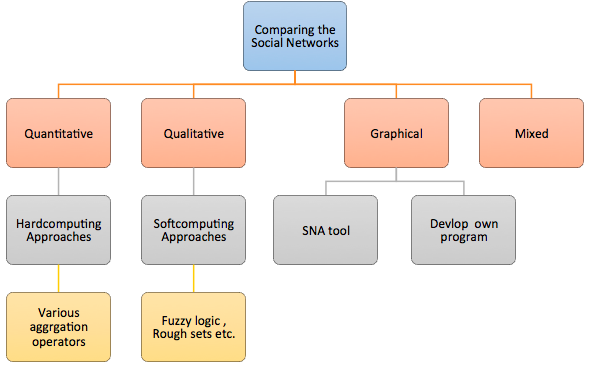 Comparing the
Social Networks
Quantitative
Qualitative
Graphical
Mixed
Hardcomputing
Approaches
Softcomputing
Approaches
SNA tool
Devlop own
program
Various
aggrgation
operators
Fuzzy logic ,
Rough sets etc.